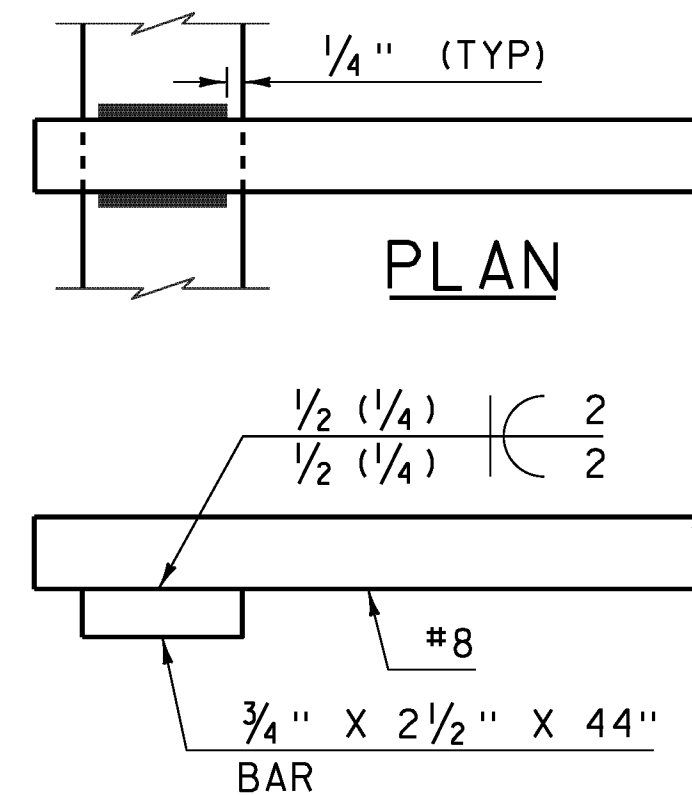 1/4" (TYP)
PLAN
1/2 (1/4) 2
1/2 (1/4) 2
#8
3/4" X 2 1/2" X 44"
BAR